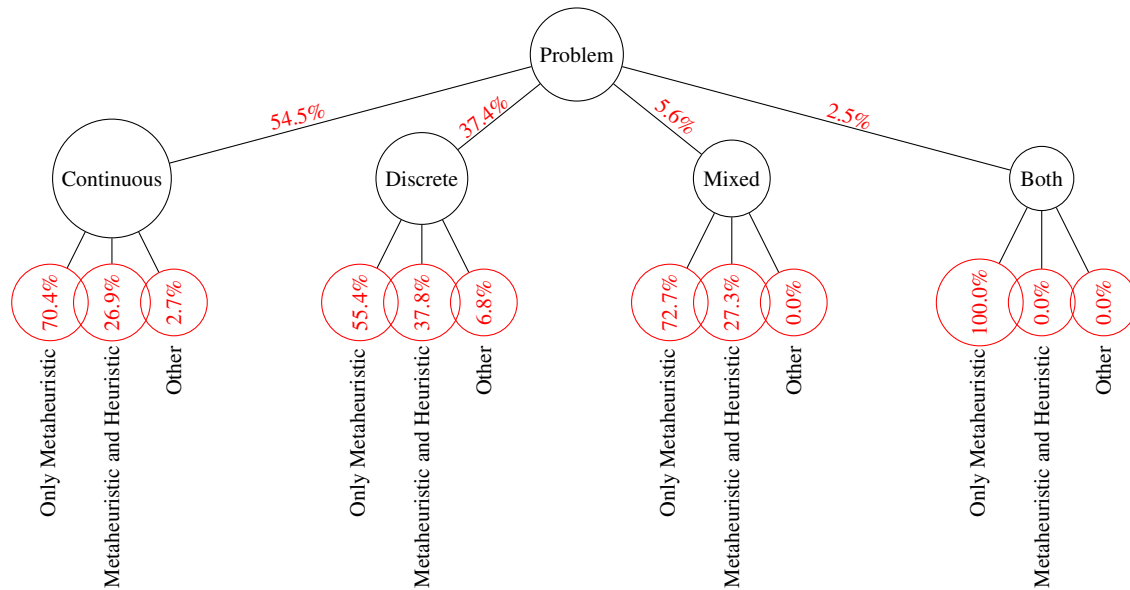 Problem
54.5%
37.4%
5.6%
2.5%
Continuous
Discrete
Mixed
Both
70.4%
26.9%
2.7%
55.4%
37.8%
6.8%
72.7%
27.3%
0.0%
100.0%
0.0%
0.0%
Only Metaheuristic
Metaheuristic and Heuristic
Other
Only Metaheuristic
Metaheuristic and Heuristic
Other
Only Metaheuristic
Metaheuristic and Heuristic
Other
Only Metaheuristic
Metaheuristic and Heuristic
Other